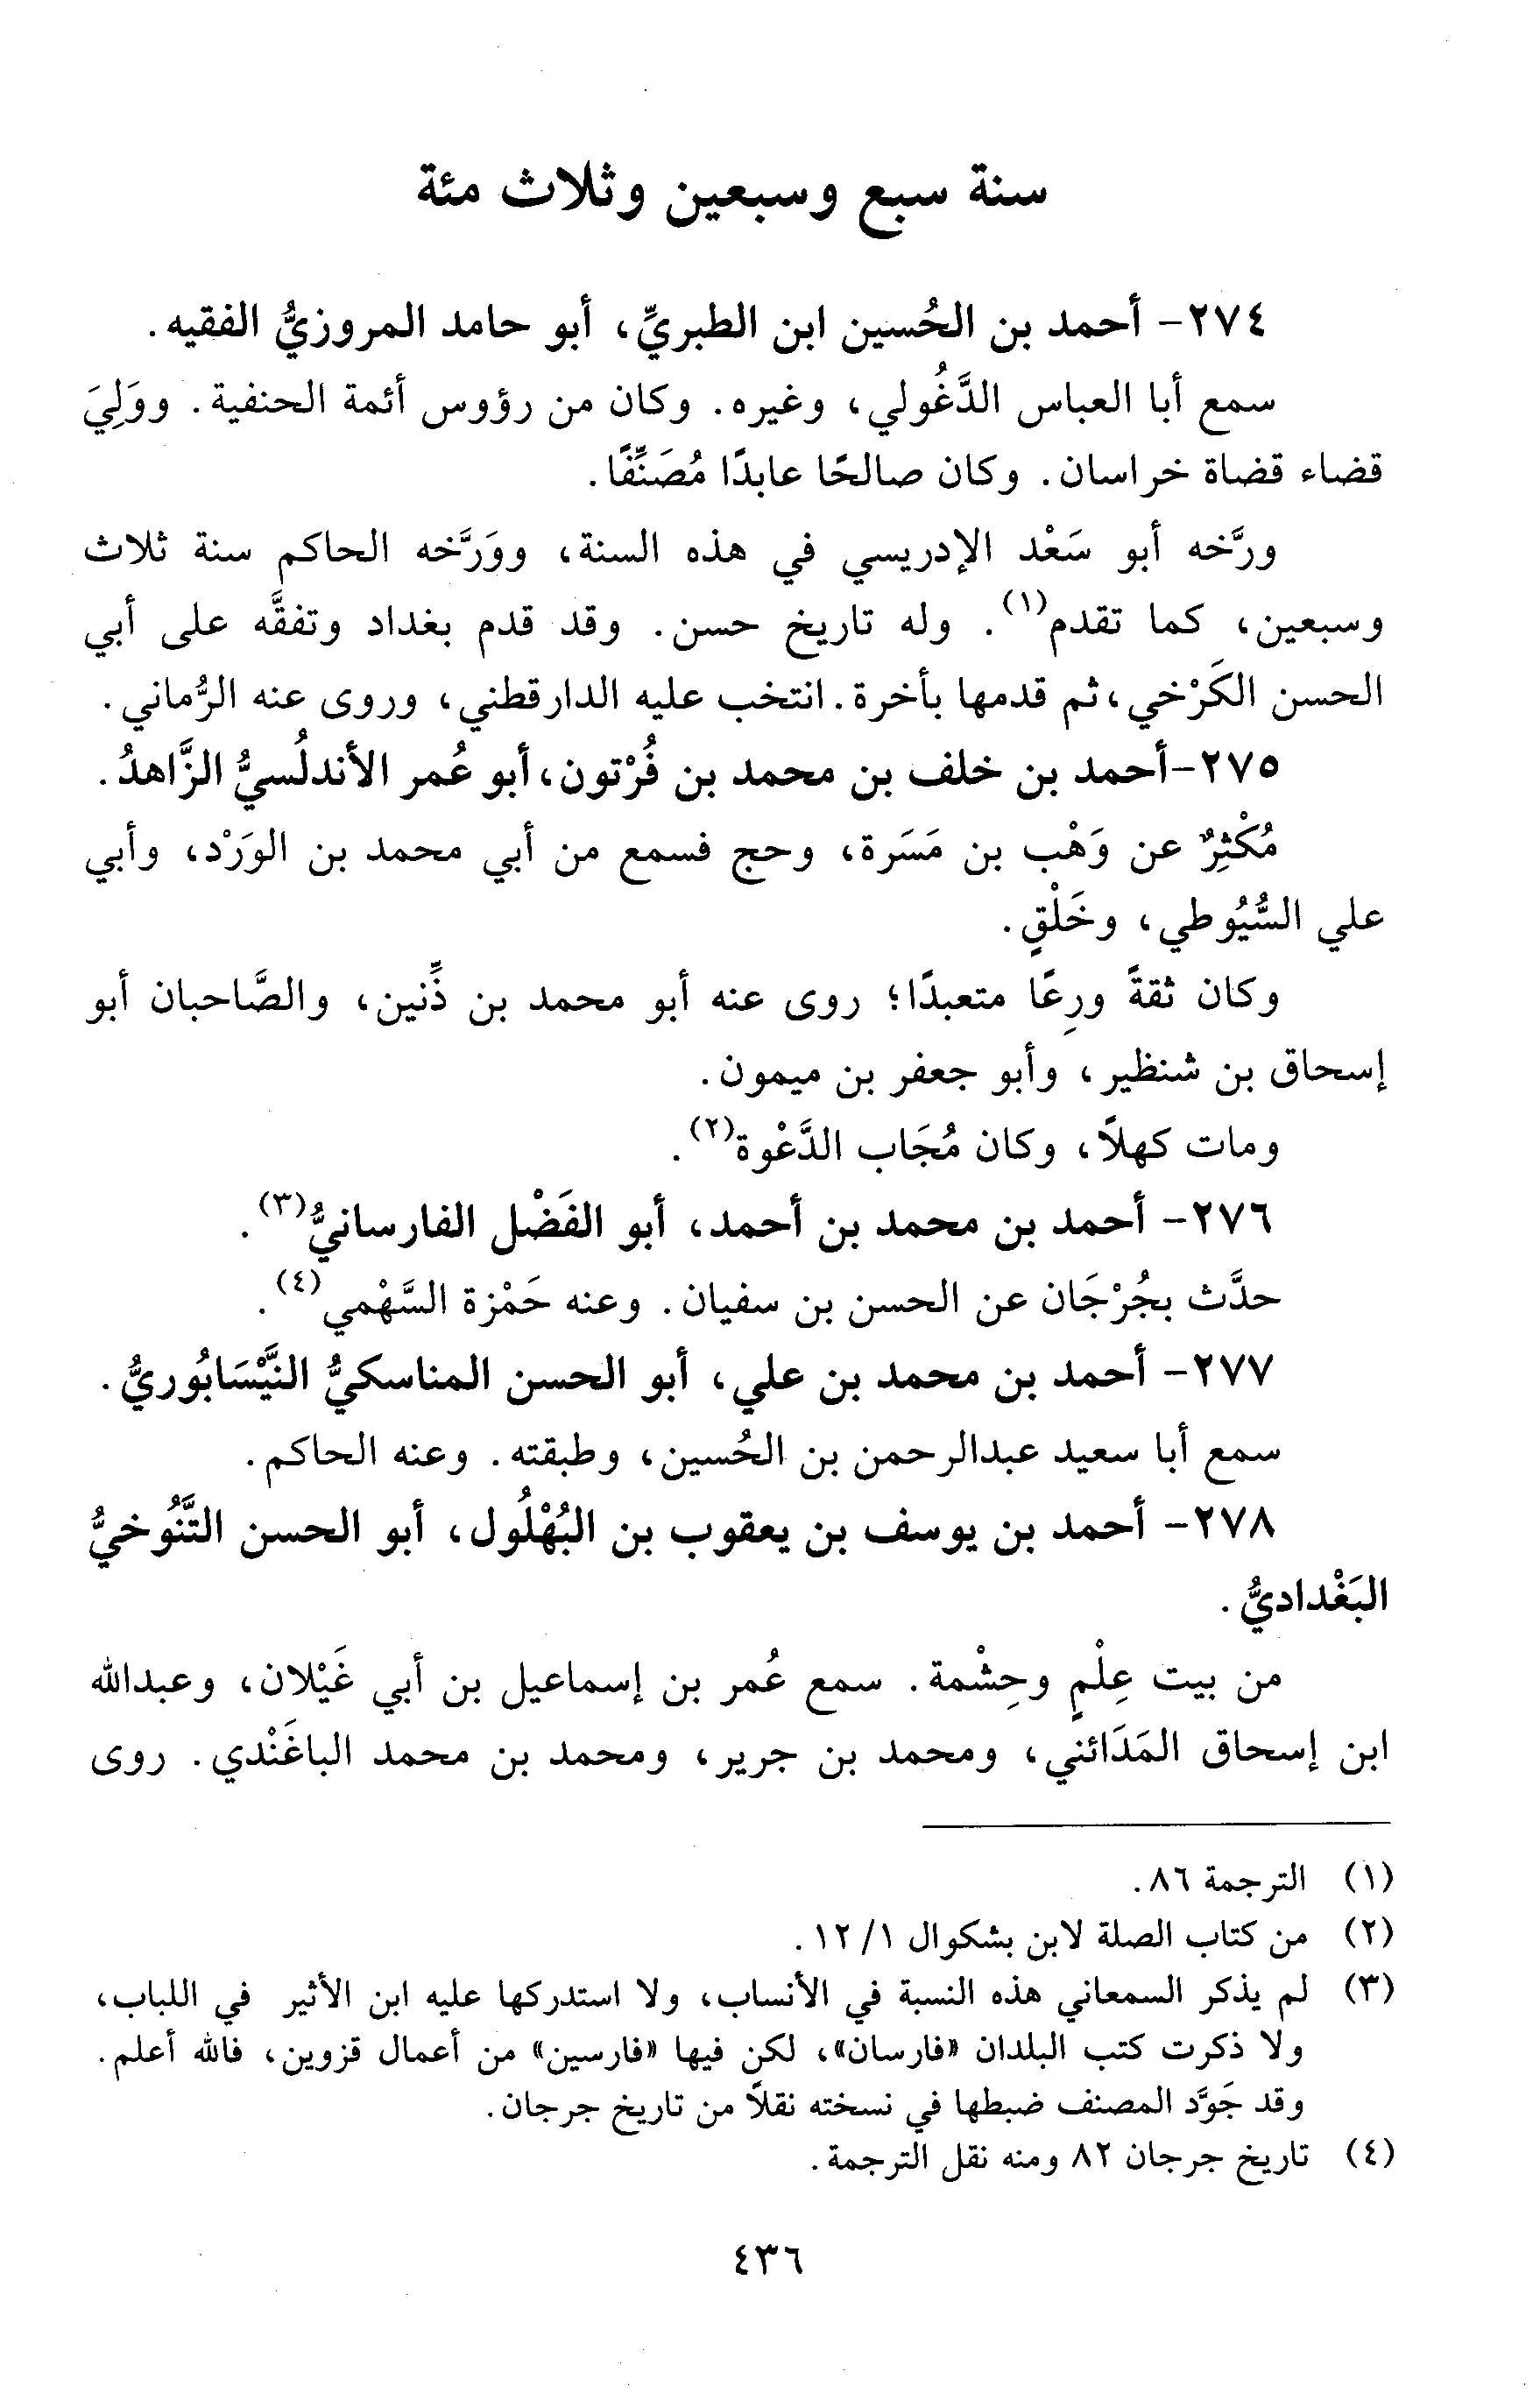 سنة سبع وسبعين وثلاث مئة
٢٧٤- أحمد بن الحُسين ابن الطبريِّ، أبو حامد المروزيُّ الفقيه.
سمع أبا العباس الدَّغُولي، وغيره. وكان من رؤوس أئمة الحنفية. ووَلِيَ
قضاء قضاة خراسان. وكان صالحًا عابدًا مُصَنِّفًا.
ورَّخه أبو سَعْد الإدريسي في هذه السنة، ووَرَّخه الحاكم سنة ثلاث
وسبعين، كما تقدم(١). وله تاريخ حسن. وقد قدم بغداد وتفقَّه على أبي
الحسن الكَرْخي، ثم قدمها بأخرة. انتخب عليه الدارقطني، وروى عنه الرُّماني.
٢٧٥-أحمد بن خلف بن محمد بن فُرْتون، أبو عُمر الأندلُسيُّ الزَّاهدُ.
مُكْثِرٌ عن وَهْب بن مَسَرة، وحج فسمع من أبي محمد بن الوَرْد، وأبي
علي السُّيُوطي، وخَلْقٍ.
وكان ثقةً ورِعًا متعبدًا؛ روى عنه أبو محمد بن ذُنِّين، والصَّاحبان أبو
إسحاق بن شنظير، وأبو جعفر بن ميمون.
ومات كهلاً، وكان مُجَاب الدَّعْوة(٢).
٢٧٦- أحمد بن محمد بن أحمد، أبو الفَضْل الفارسانيُّ(٣).
حدَّث بجُرْجَان عن الحسن بن سفيان. وعنه حَمْزة السَّهْمي(٤).
٢٧٧- أحمد بن محمد بن علي، أبو الحسن المناسكيُّ النَّيْسَابُوريُّ.
سمع أبا سعيد عبدالرحمن بن الحُسين، وطبقته. وعنه الحاكم.
٢٧٨- أحمد بن يوسف بن يعقوب بن البُهْلُول، أبو الحسن التَّنُوخيُّ
البَغْداديُّ.
من بيت عِلْمٍ وحِشْمة. سمع عُمر بن إسماعيل بن أبي غَيْلان، وعبدالله
ابن إسحاق المَدَائني، ومحمد بن جرير، ومحمد بن محمد الباغَنْدي. روى
(١) الترجمة ٨٦.
(٢) من كتاب الصلة لابن بشكوال ١/ ١٢.
(٣) لم يذكر السمعاني هذه النسبة في الأنساب، ولا استدركها عليه ابن الأثير في اللباب،
ولا ذكرت كتب البلدان «فارسان»، لكن فيها «فارسين» من أعمال قزوين، فالله أعلم.
وقد جَوَّد المصنف ضبطها في نسخته نقلاً من تاريخ جرجان.
(٤) تاريخ جرجان ٨٢ ومنه نقل الترجمة.
٤٣٦